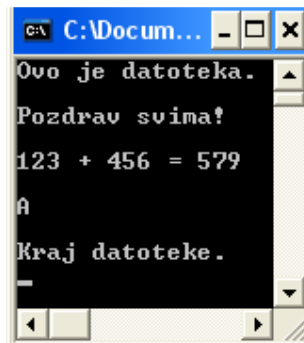 C:\Docum...
Ovo je datoteka.
Pozdrav svima!
123 + 456 = 579
A
Kraj datoteke.